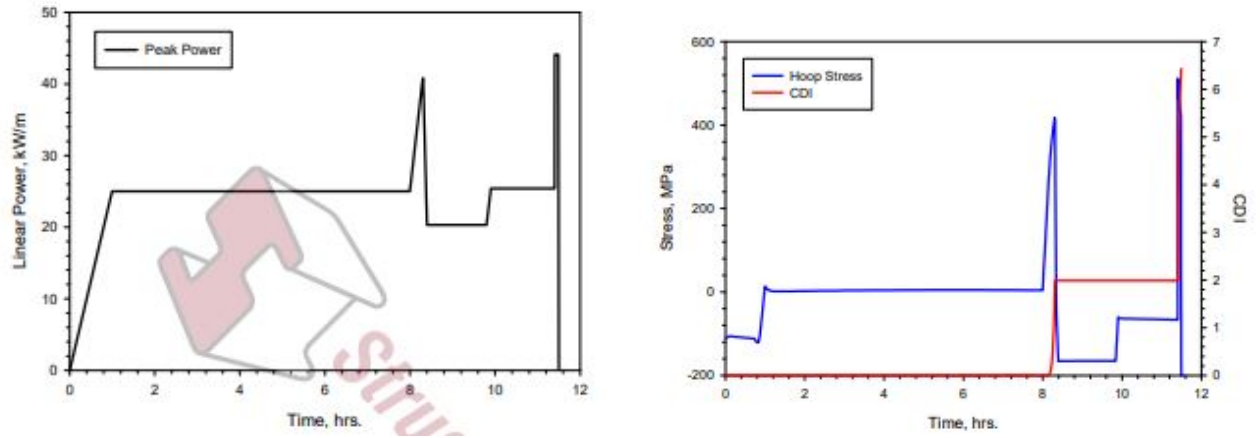 50
40
30
20
10
0
Linear Power, kW/m
Peak Power
0 2 4 6 8 10 12
Time, hrs.
Stru
600
400
200
0
-200
Stress, MPa
Hoop Stress
CDI
7
6
5
4
3
2
1
0
CDI
0 2 4 6 8 10 12
Time, hrs.